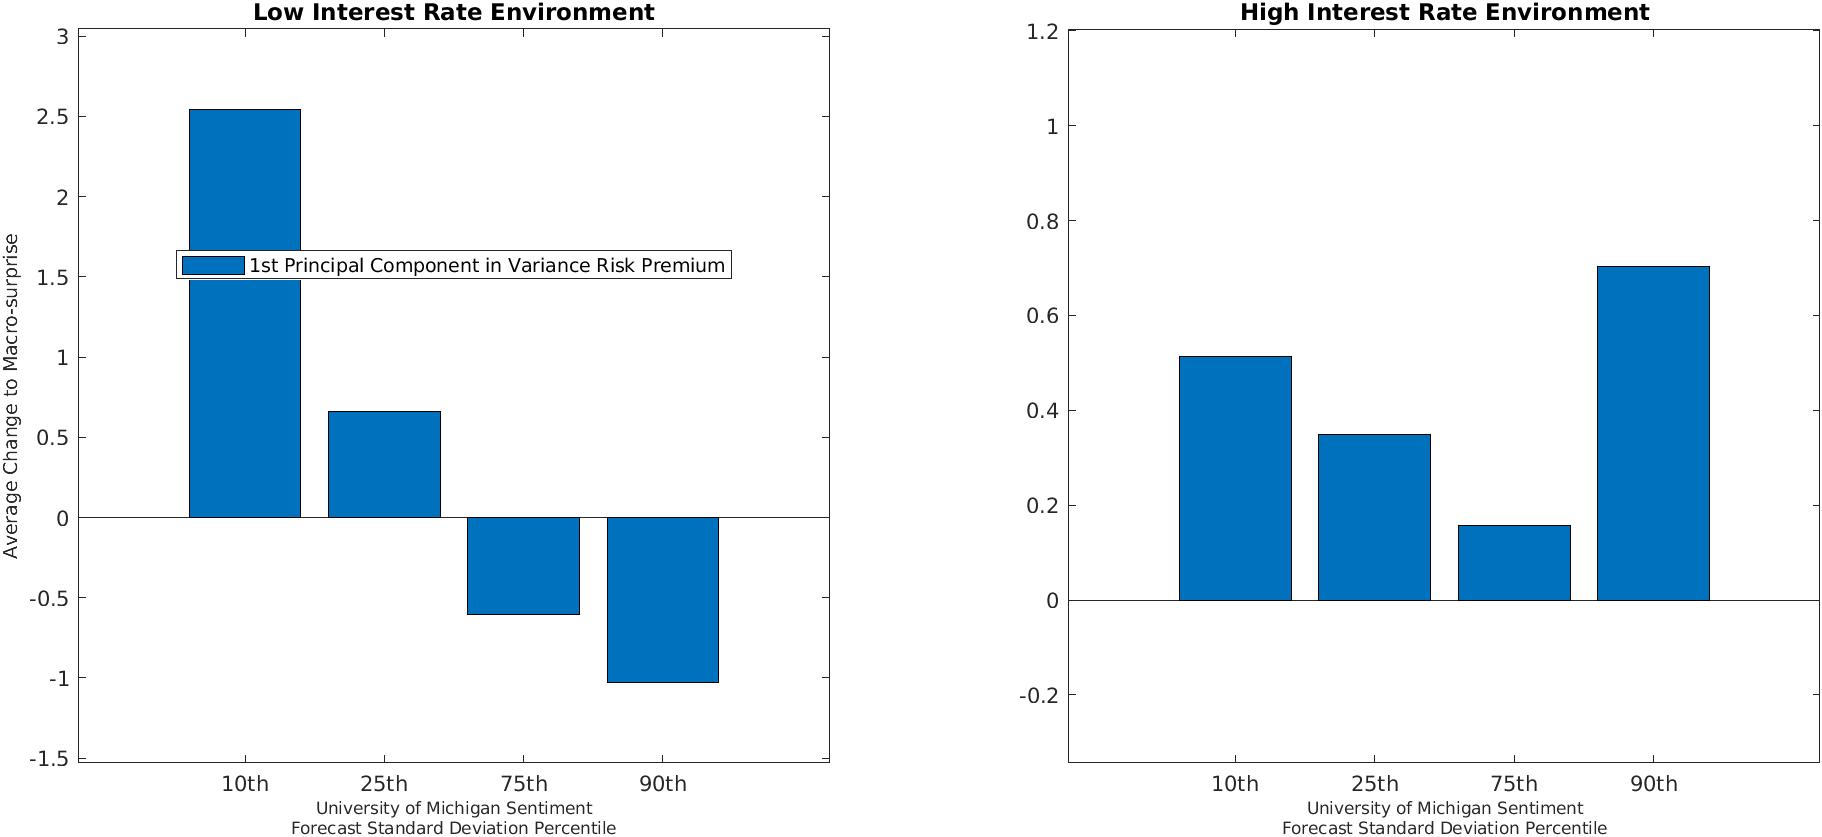 Low Interest Rate Environment
3
2.5
2
1.5
1
0.5
0
-0.5
-1
-1.5
Average Change to Macro-surprise
1st Principal Component in Variance Risk Premium
10th 25th 75th 90th
University of Michigan Sentiment
Forecast Standard Deviation Percentile
High Interest Rate Environment
1.2
1
0.8
0.6
0.4
0.2
0
-0.2
10th 25th 75th 90th
University of Michigan Sentiment
Forecast Standard Deviation Percentile